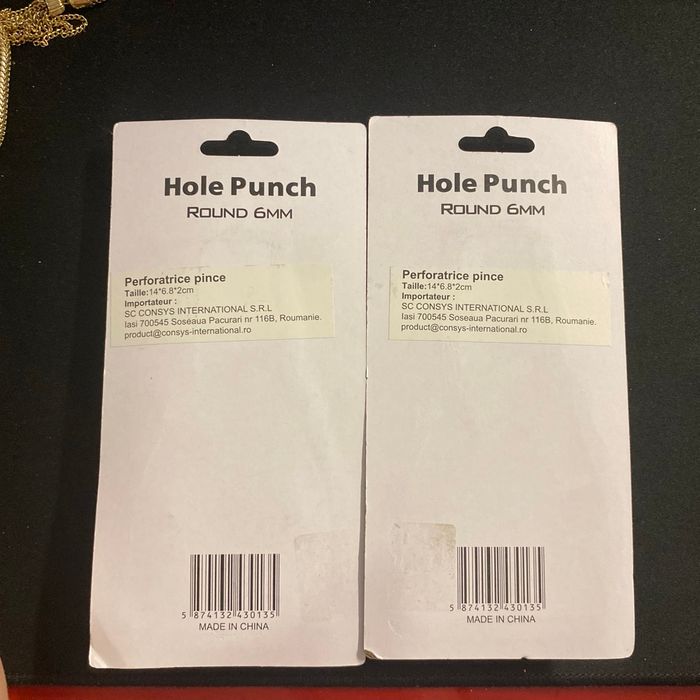 Hole Punch
ROUND 6MM
Perforatrice pince
Taille:14*6.8*2cm
Importateur :
SC CONSYS INTERNATIONAL S.R.L
Iasi 700545 Soseaua Pacurari nr 116B, Roumanie.
product@consys-international.ro
5 874132 430135
MADE IN CHINA
Hole Punch
ROUND 6MM
Perforatrice pince
Taille:14*6.8*2cm
Importateur :
SC CONSYS INTERNATIONAL S.R.L
Iasi 700545 Soseaua Pacurari nr 116B, Roumanie.
product@consys-international.ro
5 874132 430135
MADE IN CHINA